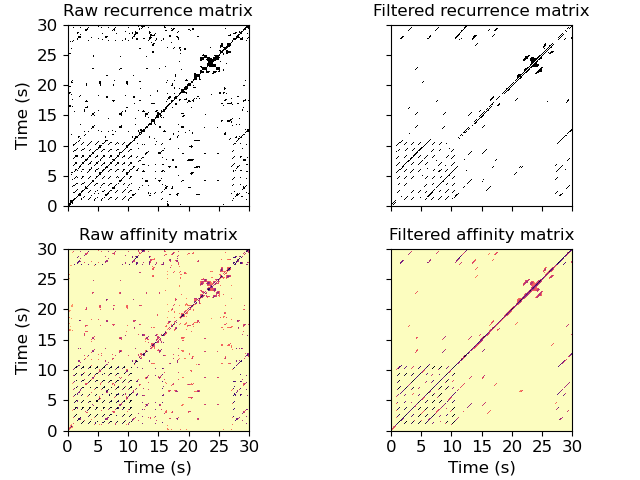 Raw recurrence matrix
Filtered recurrence matrix
30
25
20
15
10
5
0
Time (s)
Raw affinity matrix
Filtered affinity matrix
30
25
20
15
10
5
0
Time (s)
0 5 10 15 20 25 30
0 5 10 15 20 25 30
Time (s)
Time (s)